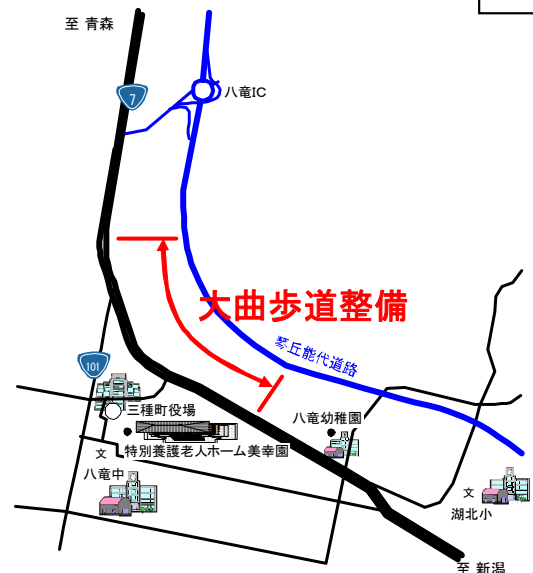 至 青森
7
八竜IC
大曲歩道整備
琴丘能代道路
101
三種町役場
八竜幼稚園
特別養護老人ホーム美幸園
文
八竜中
文
湖北小
至 新潟